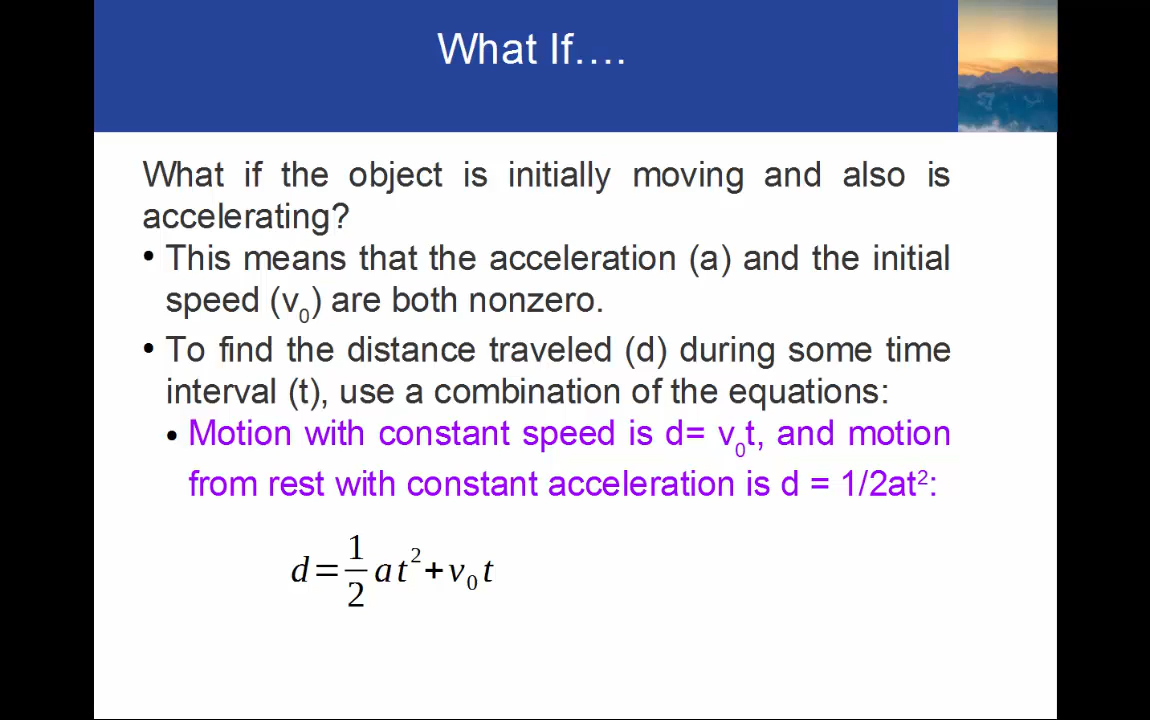 What If....
What if the object is initially moving and also is
accelerating?
• This means that the acceleration (a) and the initial
speed (v₀) are both nonzero.
• To find the distance traveled (d) during some time
interval (t), use a combination of the equations:
• Motion with constant speed is d= v₀t, and motion
from rest with constant acceleration is d = 1/2at²:
d=1/2 at²+v₀t